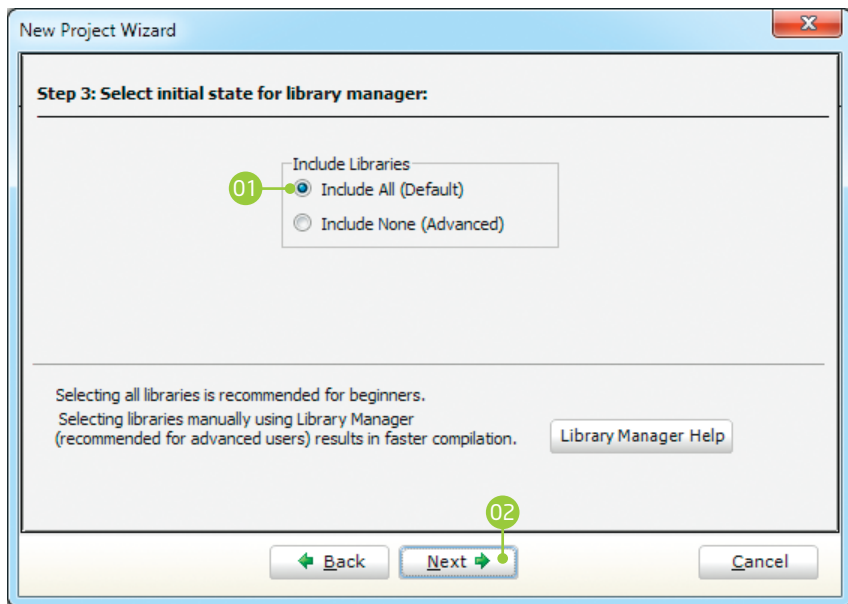 New Project Wizard
Step 3: Select initial state for library manager:
Include Libraries
01
Include All (Default)
Include None (Advanced)
Selecting all libraries is recommended for beginners.
Selecting libraries manually using Library Manager
(recommended for advanced users) results in faster compilation.
Library Manager Help
02
Back
Next
Cancel